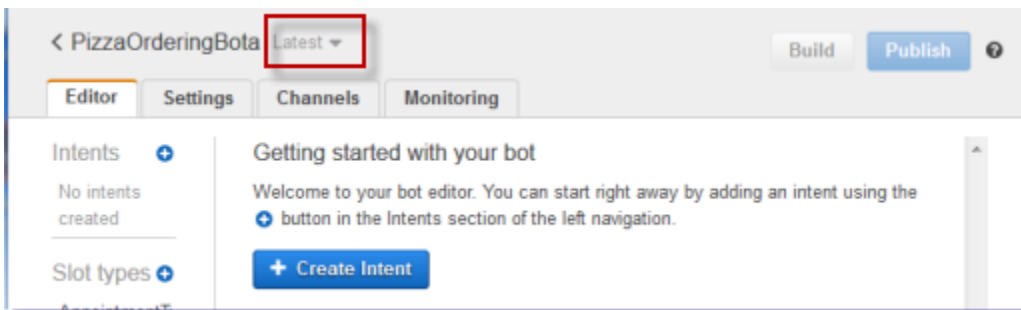 < PizzaOrderingBota Latest
Build Publish
Editor Settings Channels Monitoring
Intents
No intents
created
Slot types
Getting started with your bot
Welcome to your bot editor. You can start right away by adding an intent using the
button in the Intents section of the left navigation.
+ Create Intent